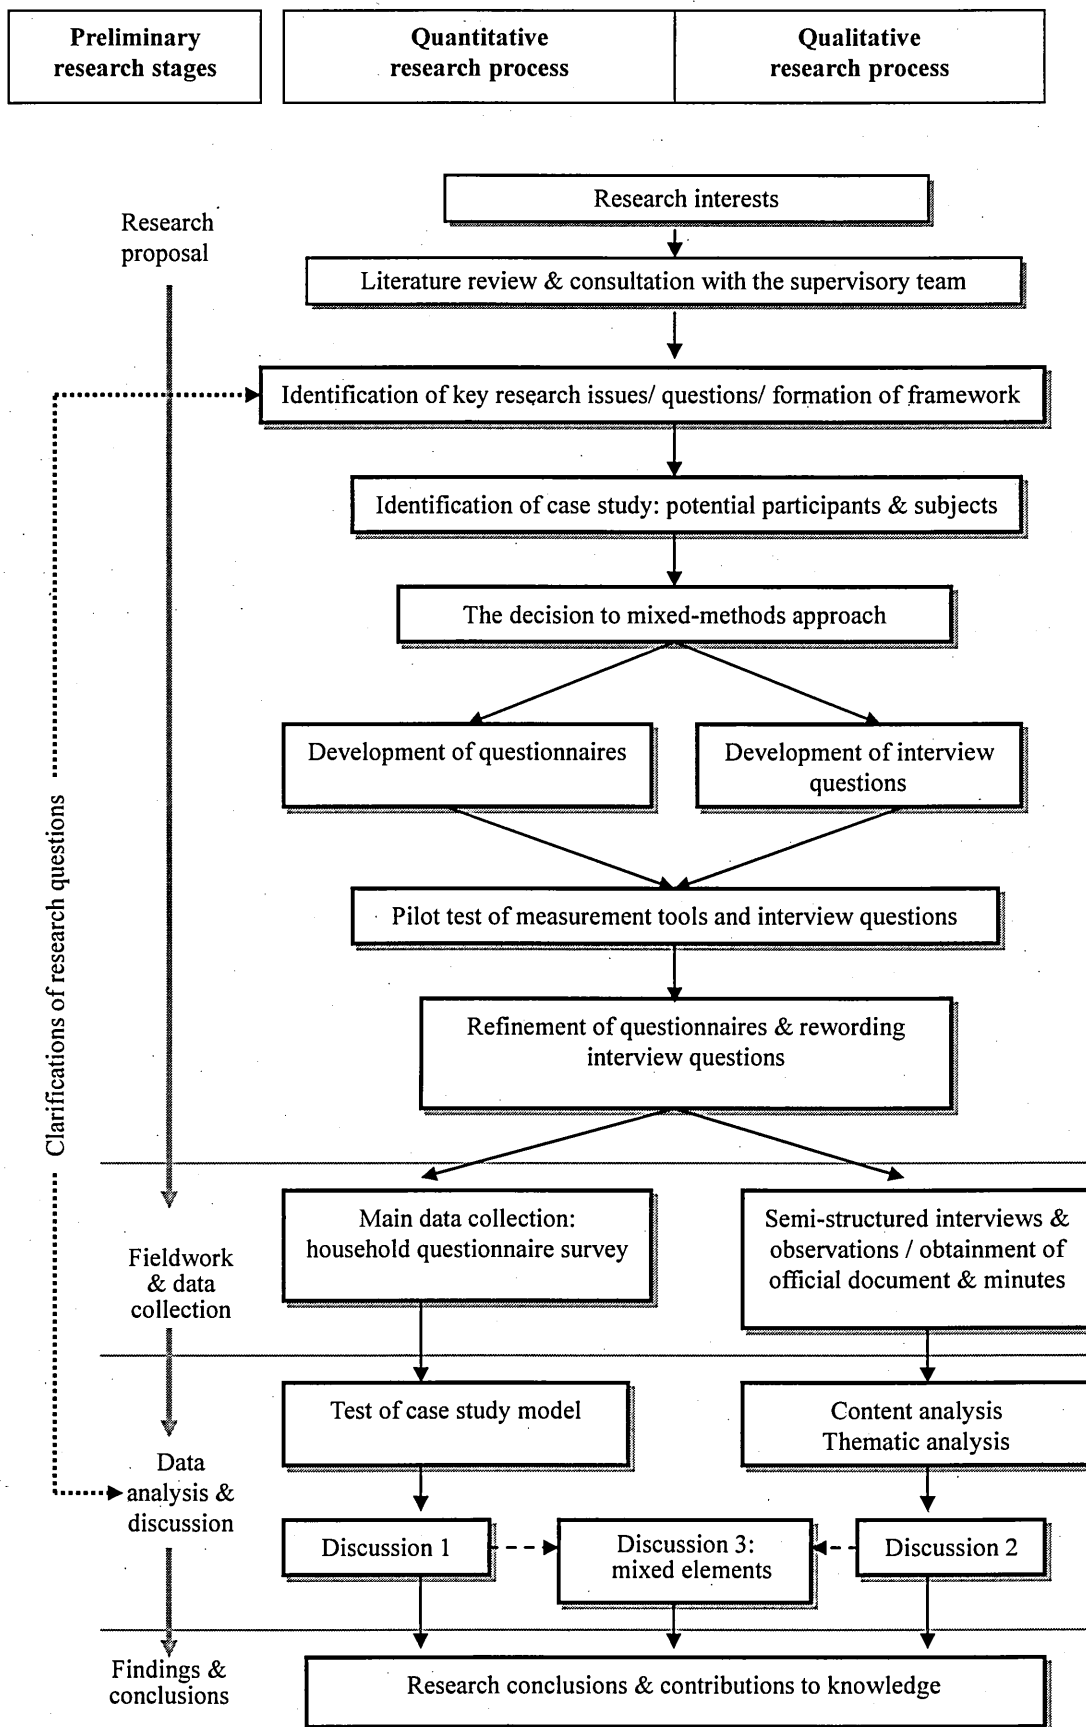 Preliminary
research stages
Quantitative
research process
Qualitative
research process
Research
proposal
Research interests
Literature review & consultation with the supervisory team
Identification of key research issues/ questions/ formation of framework
Identification of case study: potential participants & subjects
The decision to mixed-methods approach
Development of questionnaires
Development of interview
questions
Clarifications of research questions
Pilot test of measurement tools and interview questions
Refinement of questionnaires & rewording
interview questions
Fieldwork
& data
collection
Main data collection:
household questionnaire survey
Semi-structured interviews &
observations / obtainment of
official document & minutes
Test of case study model
Content analysis
Thematic analysis
Data
analysis &
discussion
Discussion 1
Discussion 3:
mixed elements
Discussion 2
Findings &
conclusions
Research conclusions & contributions to knowledge